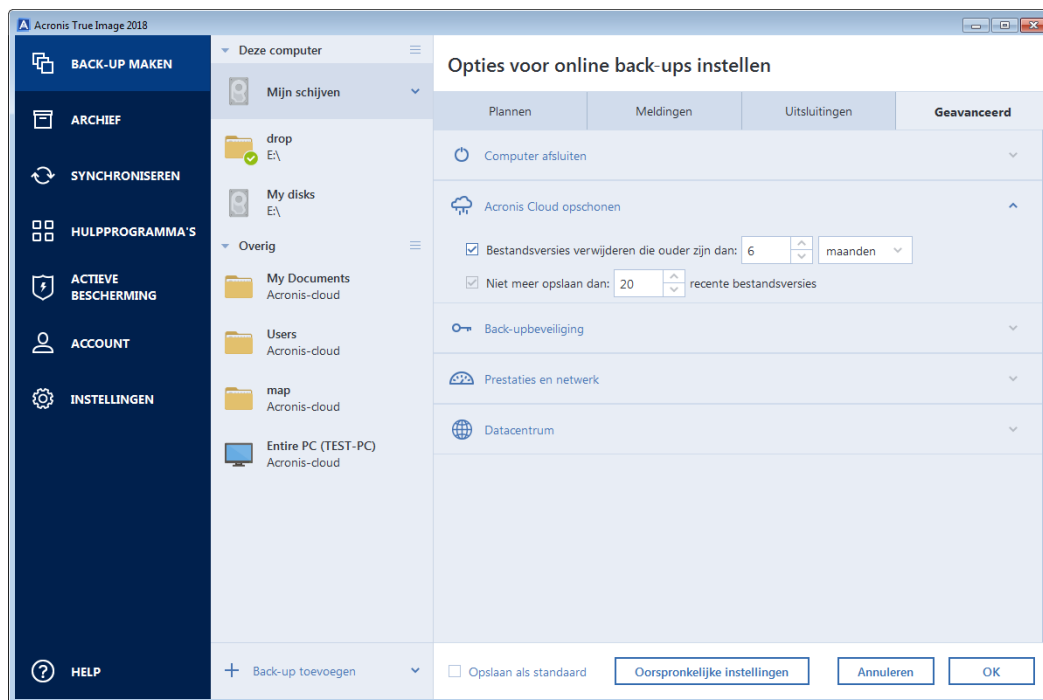 Acronis True Image 2018
BACK-UP MAKEN
ARCHIEF
SYNCHRONISEREN
HULPPROGRAMMA'S
ACTIEVE
BESCHERMING
ACCOUNT
INSTELLINGEN
HELP
Deze computer
Mijn schijven
drop
E:\
My disks
E:\
Overig
My Documents
Acronis-cloud
Users
Acronis-cloud
map
Acronis-cloud
Entire PC (TEST-PC)
Acronis-cloud
Back-up toevoegen
Opties voor online back-ups instellen
Plannen Meldingen Uitsluitingen Geavanceerd
Computer afsluiten
Acronis Cloud opschonen
Bestandsversies verwijderen die ouder zijn dan: 6 maanden
Niet meer opslaan dan: 20 recente bestandsversies
Back-upbeveiliging
Prestaties en netwerk
Datacentrum
Opslaan als standaard Oorspronkelijke instellingen Annuleren OK